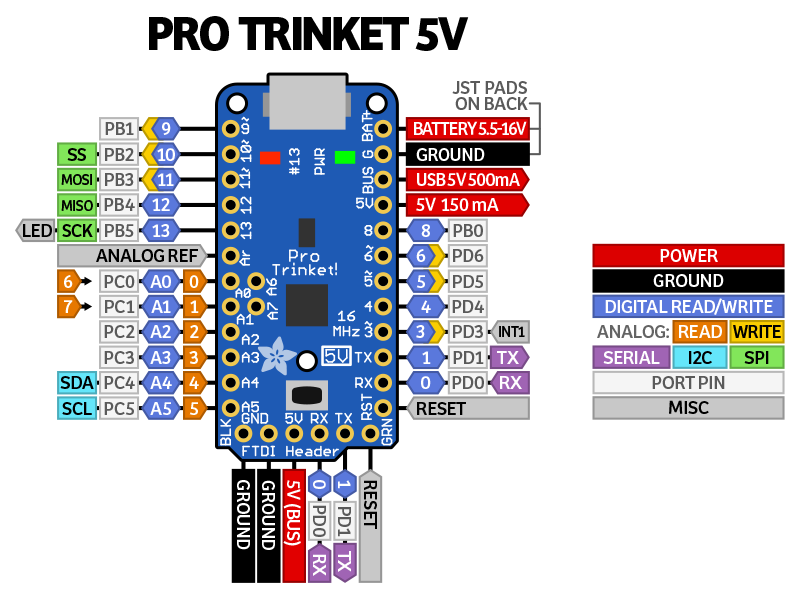 PRO TRINKET 5V
JST PADS
ON BACK
PB1 9
SS PB2 10
MOSI PB3 11
MISO PB4 12
LED SCK PB5 13
ANALOG REF
6 PC0 A0 0
7 PC1 A1 1
PC2 A2 2
PC3 A3 3
SDA PC4 A4 4
SCL PC5 A5 5
~9
~10
~11
12
13
Ar
A0 A6
A1 A7
A2
A3
A4
A5
BLK
#13
PWR
Pro
Trinket!
16
MHz
5V
BAT+
G
BUS
5V
8
~6
~5
4
~3
TX
RX
RST
GRN
GND 5V RX TX
FTDI Header
BATTERY 5.5-16V
GROUND
USB 5V 500mA
5V 150 mA
8 PB0
6 PD6
5 PD5
4 PD4
3 PD3 INT1
1 PD1 TX
0 PD0 RX
RESET
GROUND
GROUND
5V (BUS)
0 PD0 RX
1 PD1 TX
RESET
POWER
GROUND
DIGITAL READ/WRITE
ANALOG: READ WRITE
SERIAL I2C SPI
PORT PIN
MISC